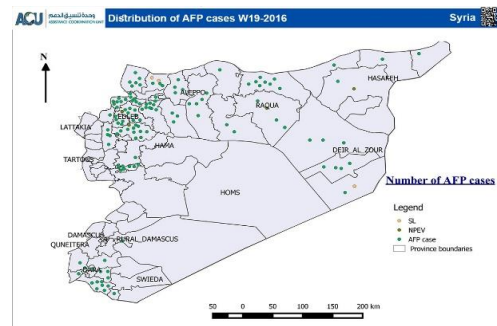 ACU
وحدة تنسيق الدعم
ASSISTANCE COORDINATION UNIT
Distribution of AFP cases W19-2016
Syria
N
HASAKEH
ALEPPO
RAQUA
EDLEB
LATTAKIA
HAMA
TARTOUS
DEIR_AL_ZOUR
HOMS
Number of AFP cases
Legend
SL
NPEV
AFP case
Province boundaries
DAMASCUS
RURAL_DAMASCUS
QUNEITERA
DARA
SWIEDA
50 0 50 100 150 200 km